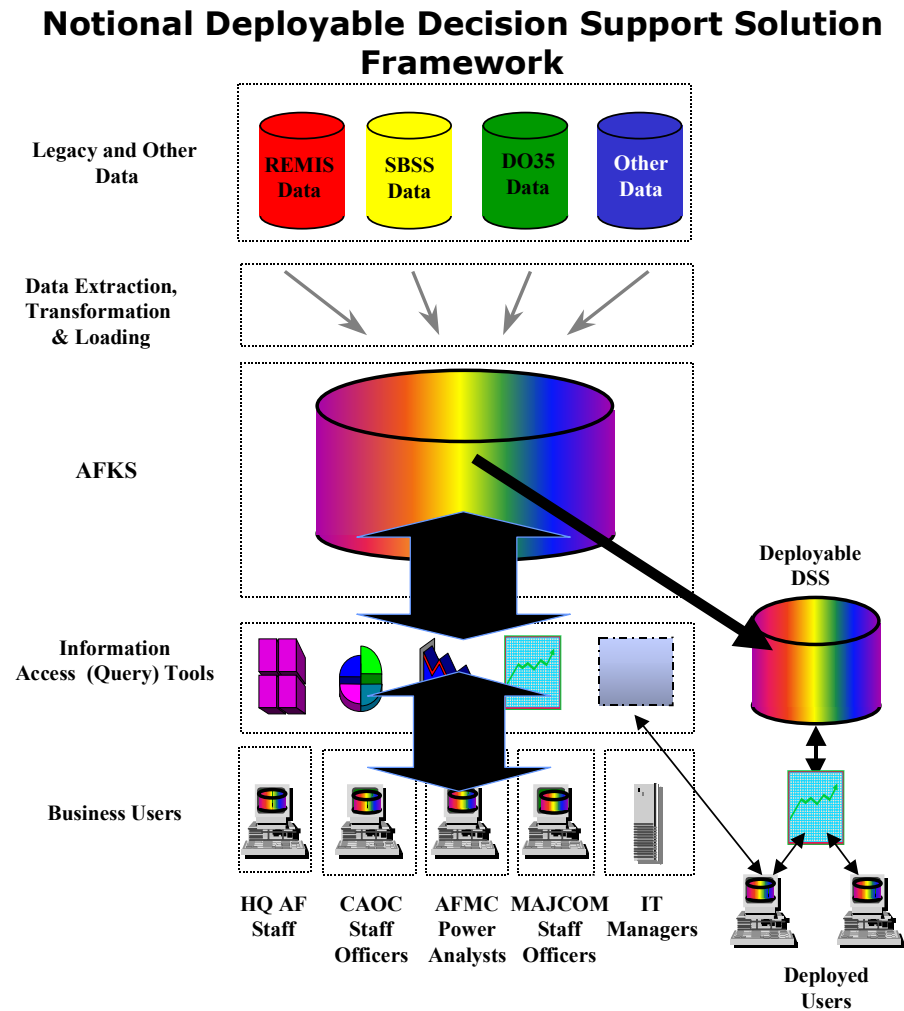 Notional Deployable Decision Support Solution
Framework
Legacy and Other
Data
REMIS
Data
SBSS
Data
DO35
Data
Other
Data
Data Extraction,
Transformation
& Loading
AFKS
Deployable
DSS
Information
Access (Query) Tools
Business Users
HQ AF
Staff
CAOC
Staff
Officers
AFMC
Power
Analysts
MAJCOM
Staff
Officers
IT
Managers
Deployed
Users